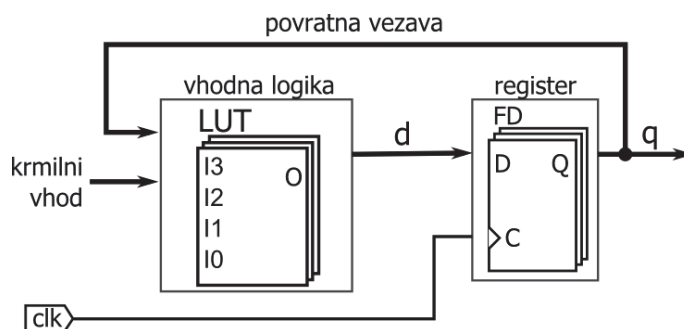 povratna vezava
vhodna logika
register
LUT
FD
d
q
I3
O
D
Q
krmilni
vhod
I2
I1
C
I0
clk